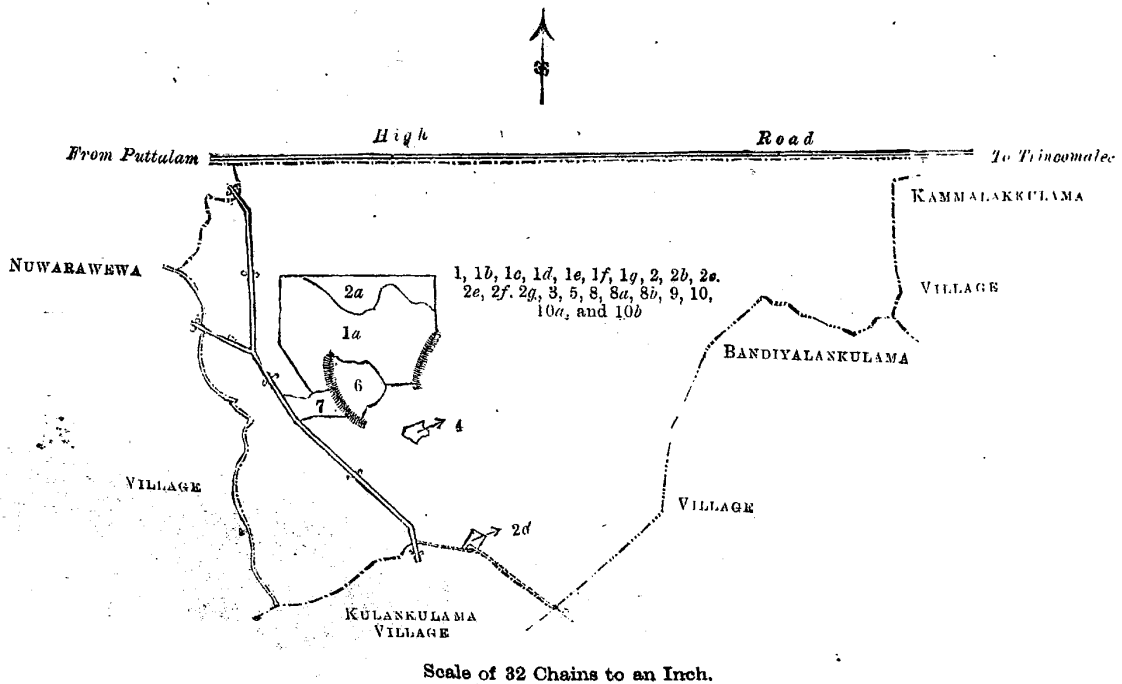 High Road
From Puttulam
To Trincomalee
KAMMALAKKULAMA
NUWARAWEWA
1, 1b, 1c, 1d, 1e, 1f, 1g, 2, 2b, 2c.
2e, 2f. 2g, 3, 5, 8, 8a, 8b, 9, 10,
10a, and 10b
VILLAGE
2a
1a
BANDIYALANKULAMA
6
7
4
VILLAGE
VILLAGE
2d
KULANKULAMA
VILLAGE
Scale of 32 Chains to an Inch.